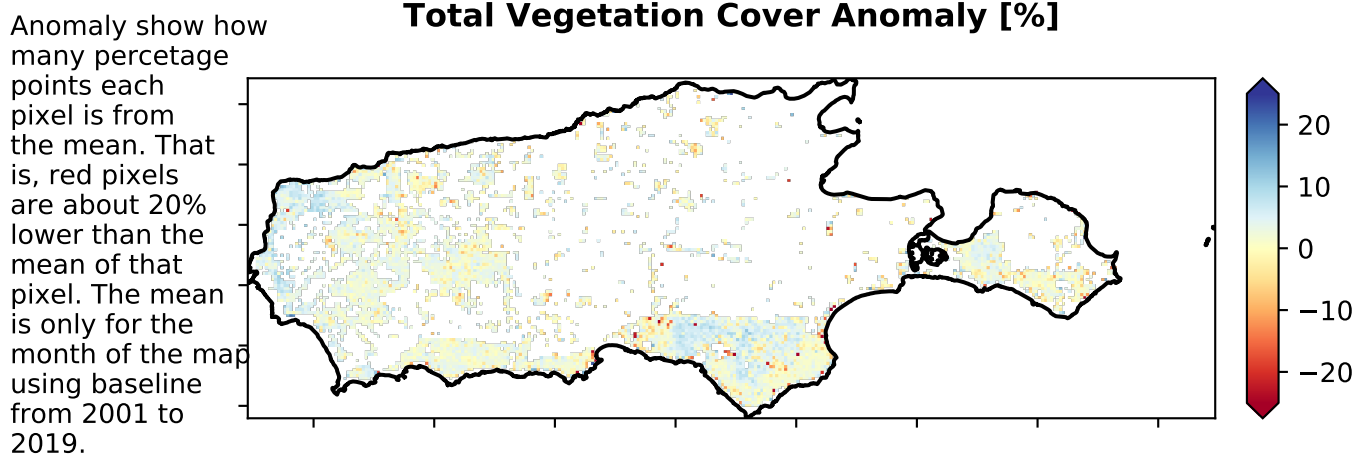 Total Vegetation Cover Anomaly [%]
Anomaly show how
many percetage
points each
pixel is from
the mean. That
is, red pixels
are about 20%
lower than the
mean of that
pixel. The mean
is only for the
month of the map
using baseline
from 2001 to
2019.
20
10
0
−10
−20